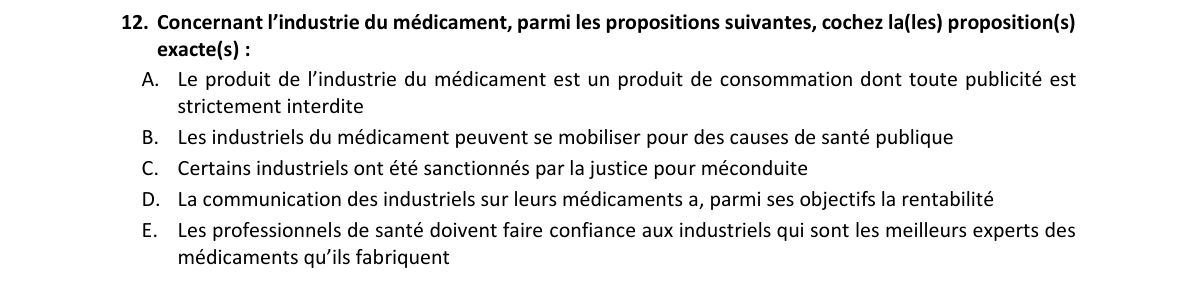 12. Concernant l’industrie du médicament, parmi les propositions suivantes, cochez la(les) proposition(s)
exacte(s) :
A. Le produit de l’industrie du médicament est un produit de consommation dont toute publicité est
strictement interdite
B. Les industriels du médicament peuvent se mobiliser pour des causes de santé publique
C. Certains industriels ont été sanctionnés par la justice pour méconduite
D. La communication des industriels sur leurs médicaments a, parmi ses objectifs la rentabilité
E. Les professionnels de santé doivent faire confiance aux industriels qui sont les meilleurs experts des
médicaments qu’ils fabriquent